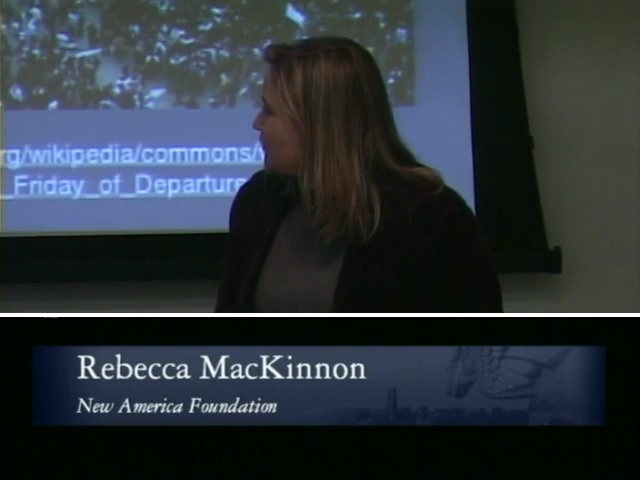 rg/wikipedia/commons/
_Friday_of_Departure
Rebecca MacKinnon
New America Foundation